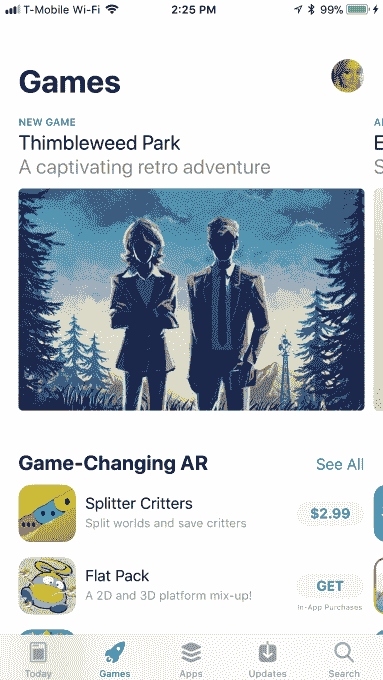 T-Mobile Wi-Fi 2:25 PM 99%
Games
NEW GAME
Thimbleweed Park
A captivating retro adventure
Game-Changing AR See All
Splitter Critters
Split worlds and save critters
$2.99
Flat Pack
A 2D and 3D platform mix-up!
GET
In-App Purchases
Today Games Apps Updates Search